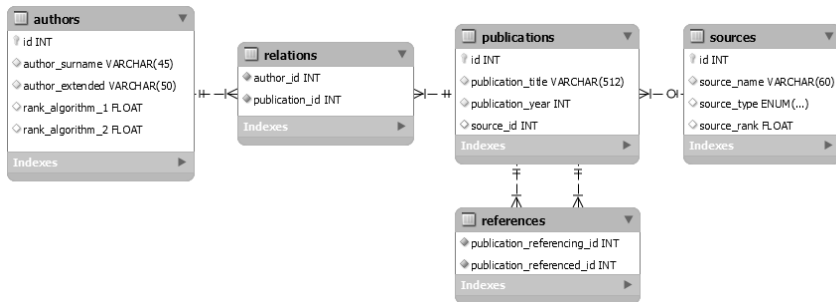 authors
id INT
author_surname VARCHAR(45)
author_extended VARCHAR(50)
rank_algorithm_1 FLOAT
rank_algorithm_2 FLOAT
Indexes
relations
author_id INT
publication_id INT
Indexes
publications
id INT
publication_title VARCHAR(512)
publication_year INT
source_id INT
Indexes
sources
id INT
source_name VARCHAR(60)
source_type ENUM(...)
source_rank FLOAT
Indexes
references
publication_referencing_id INT
publication_referenced_id INT
Indexes